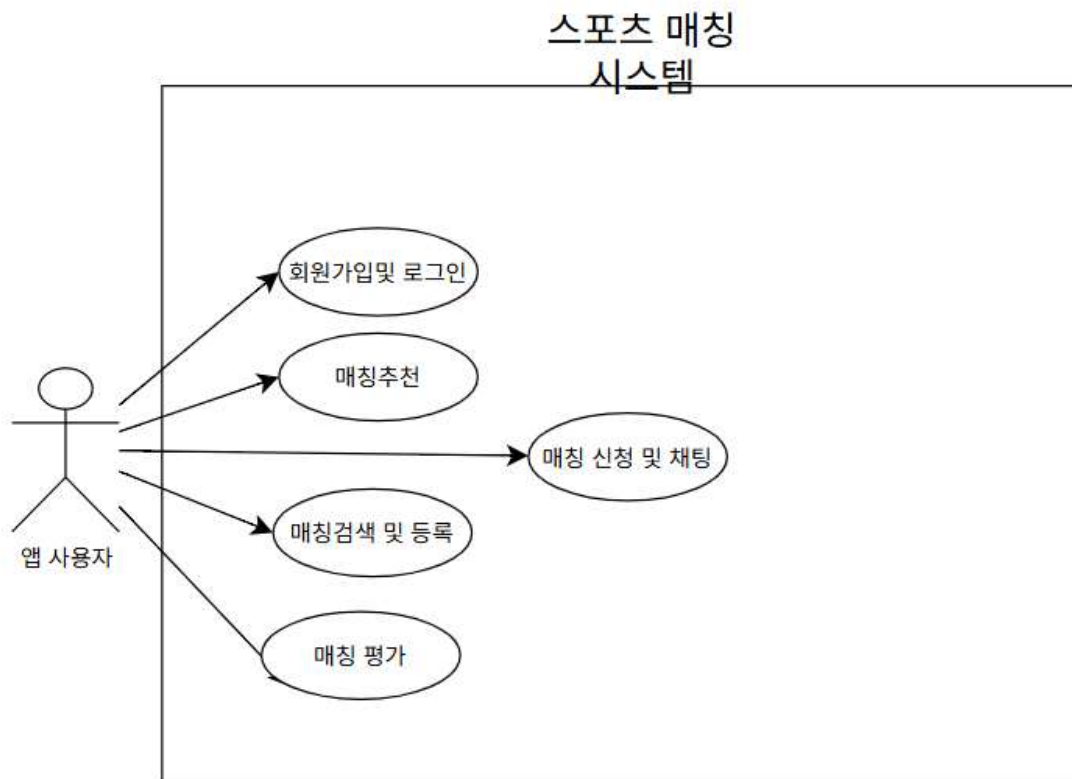 스포츠 매칭
시스템
회원가입및 로그인
매칭추천
매칭 신청 및 채팅
매칭검색 및 등록
앱 사용자
매칭 평가